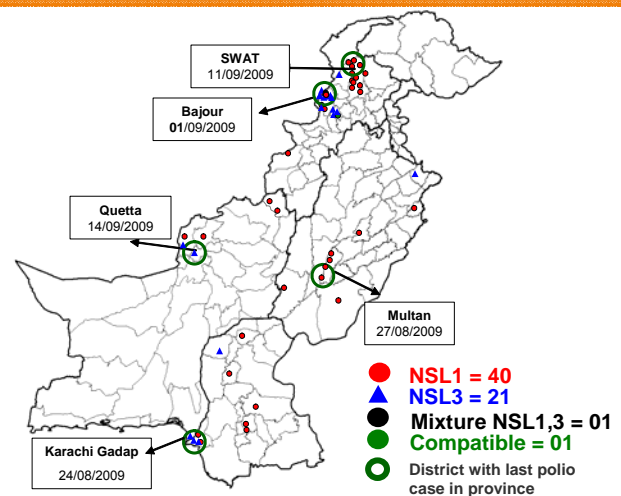 SWAT
11/09/2009
Bajour
01/09/2009
Quetta
14/09/2009
Multan
27/08/2009
Karachi Gadap
24/08/2009
NSL1 = 40
NSL3 = 21
Mixture NSL1,3 = 01
Compatible = 01
District with last polio
case in province